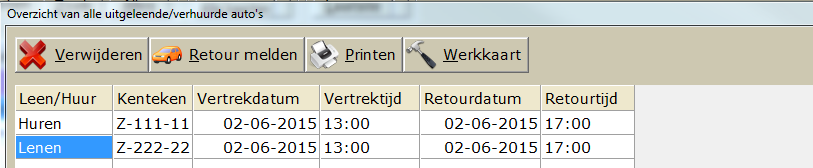 Overzicht van alle uitgeleende/verhuurde auto's
Verwijderen Retour melden Printen Werkkaart
Leen/Huur Kenteken Vertrekdatum Vertrektijd Retourdatum Retourtijd
Huren Z-111-11 02-06-2015 13:00 02-06-2015 17:00
Lenen Z-222-22 02-06-2015 13:00 02-06-2015 17:00